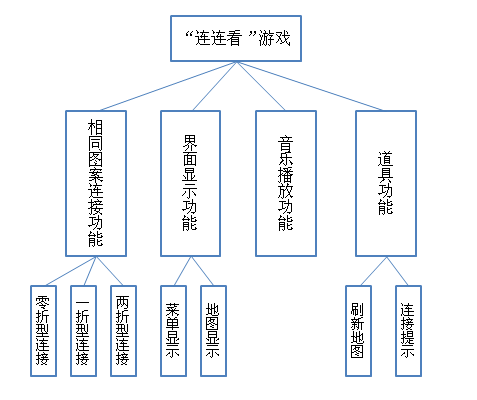 “连连看 ”游戏
相同图案连接功能
界面显示功能
音乐播放功能
道具功能
零折型连接
一折型连接
两折型连接
菜单显示
地图显示
刷新地图
连接提示